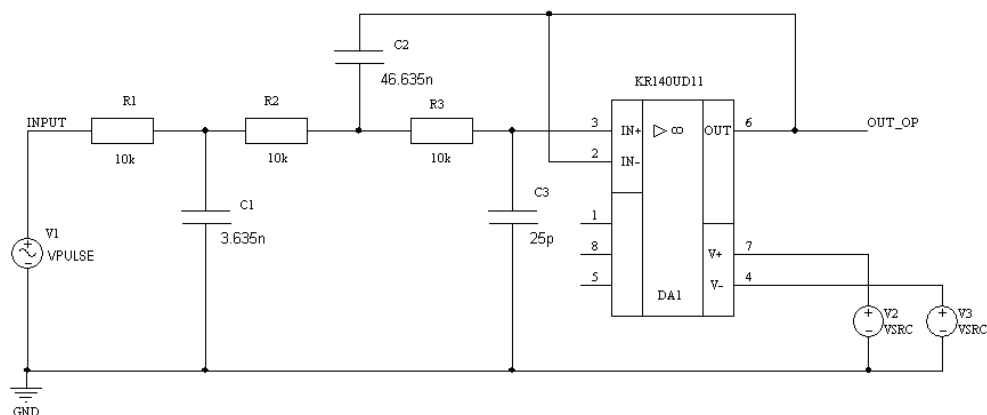 C2
46.635n
KR140UD11
R1
R2
R3
INPUT
3
IN+
∞
OUT
6
OUT_OP
10k
10k
10k
2
IN-
C1
3.635n
C3
25p
1
8
5
V1
VPULSE
V+
7
V-
4
DA1
V2
VSRC
V3
VSRC
GND